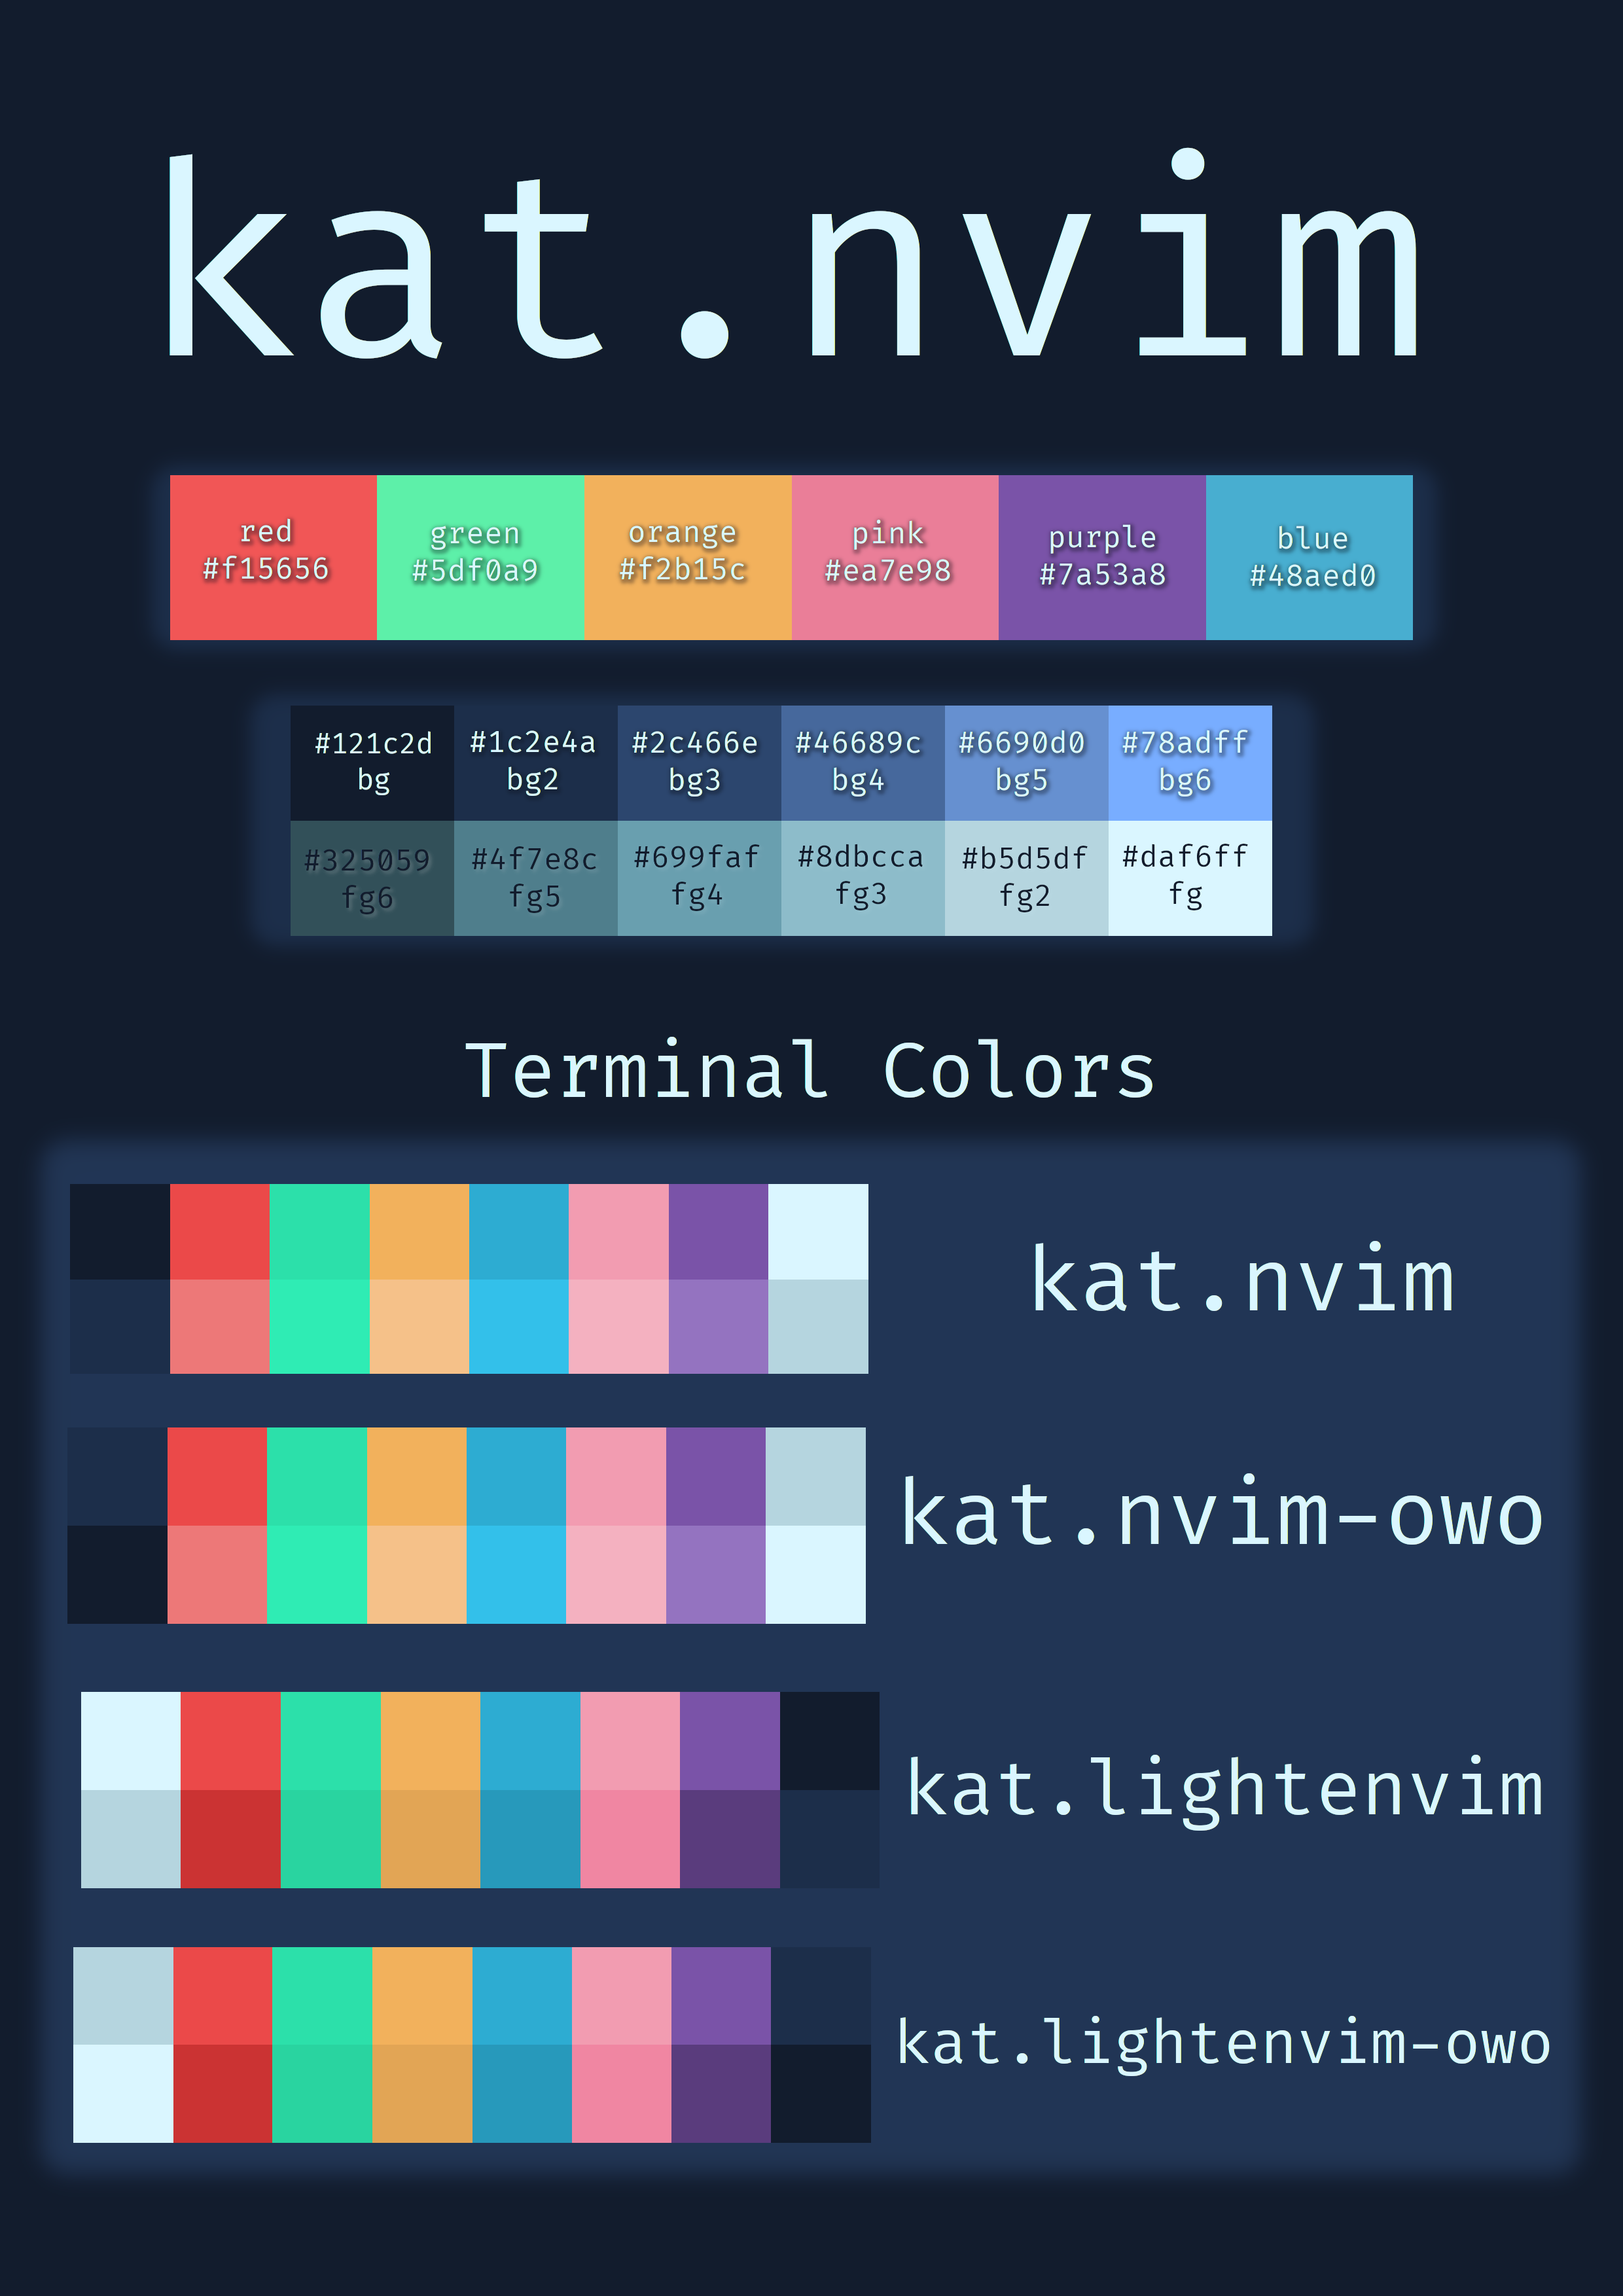 kat.nvim
red
#f15656
green
#5df0a9
orange
#f2b15c
pink
#ea7e98
purple
#7a53a8
blue
#48aed0
#121c2d
bg
#1c2e4a
bg2
#2c466e
bg3
#46689c
bg4
#6690d0
bg5
#78adff
bg6
#325059
fg6
#4f7e8c
fg5
#699faf
fg4
#8dbcca
fg3
#b5d5df
fg2
#daf6ff
fg
Terminal Colors
kat.nvim
kat.nvim-owo
kat.lightenvim
kat.lightenvim-owo